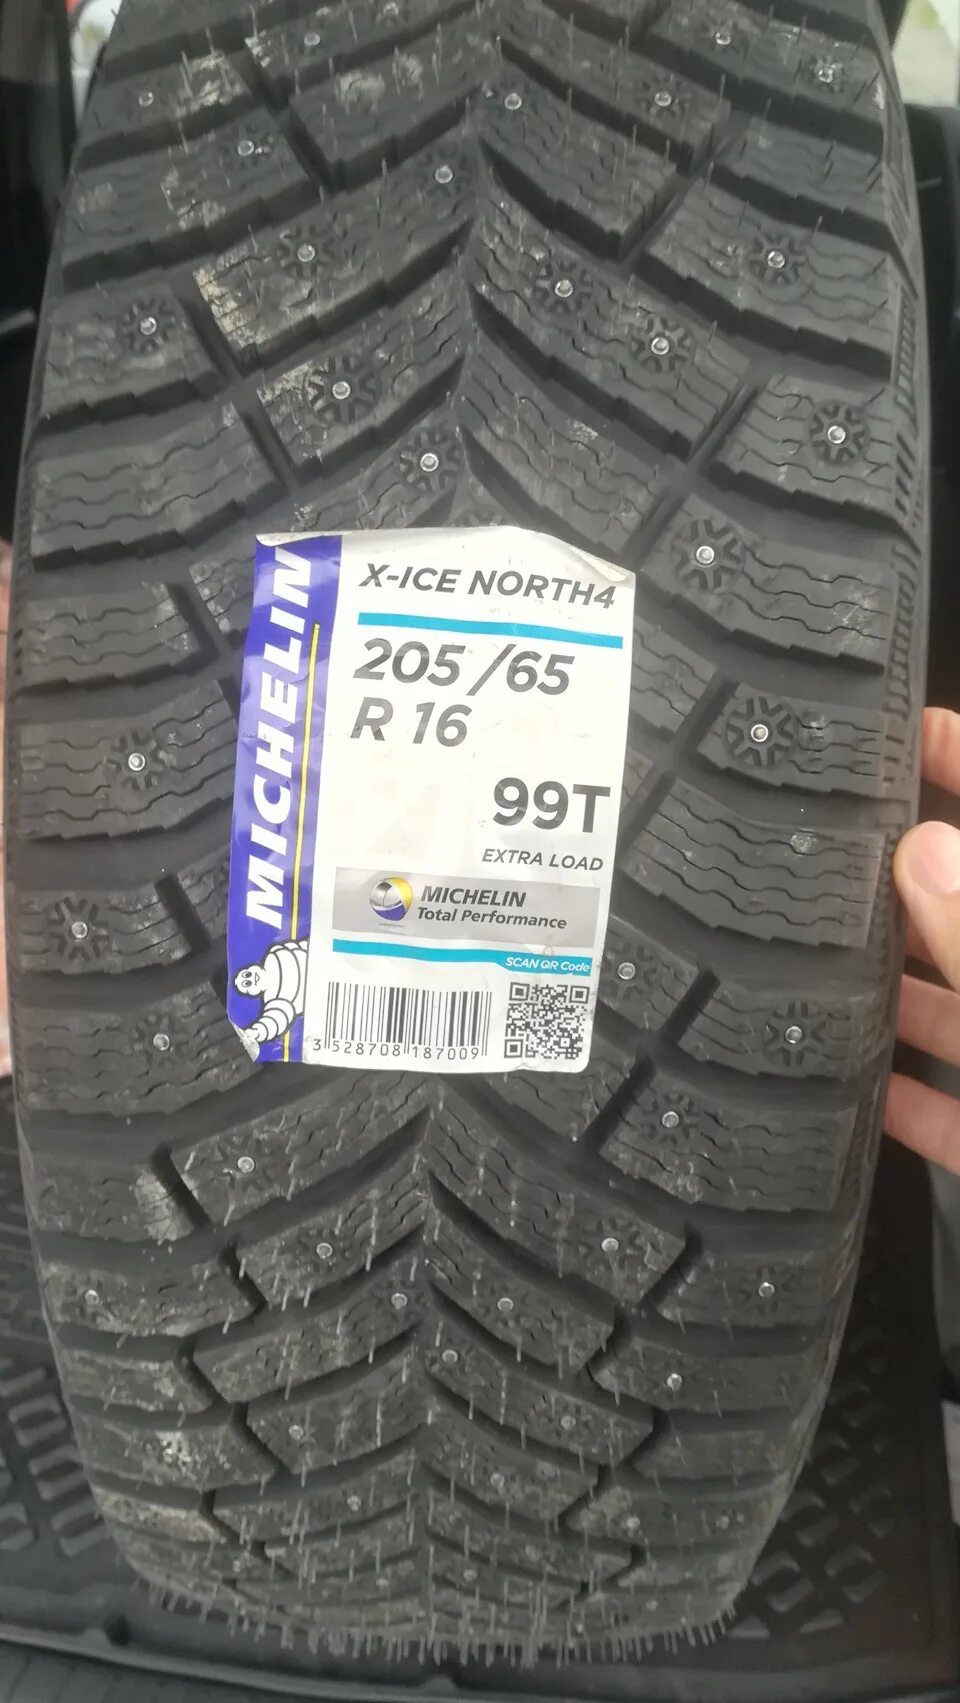 MICHELIN
X-ICE NORTH4
205 /65
R 16
99T
EXTRA LOAD
MICHELIN
Total Performance
SCAN QR Code
3 528708 187009